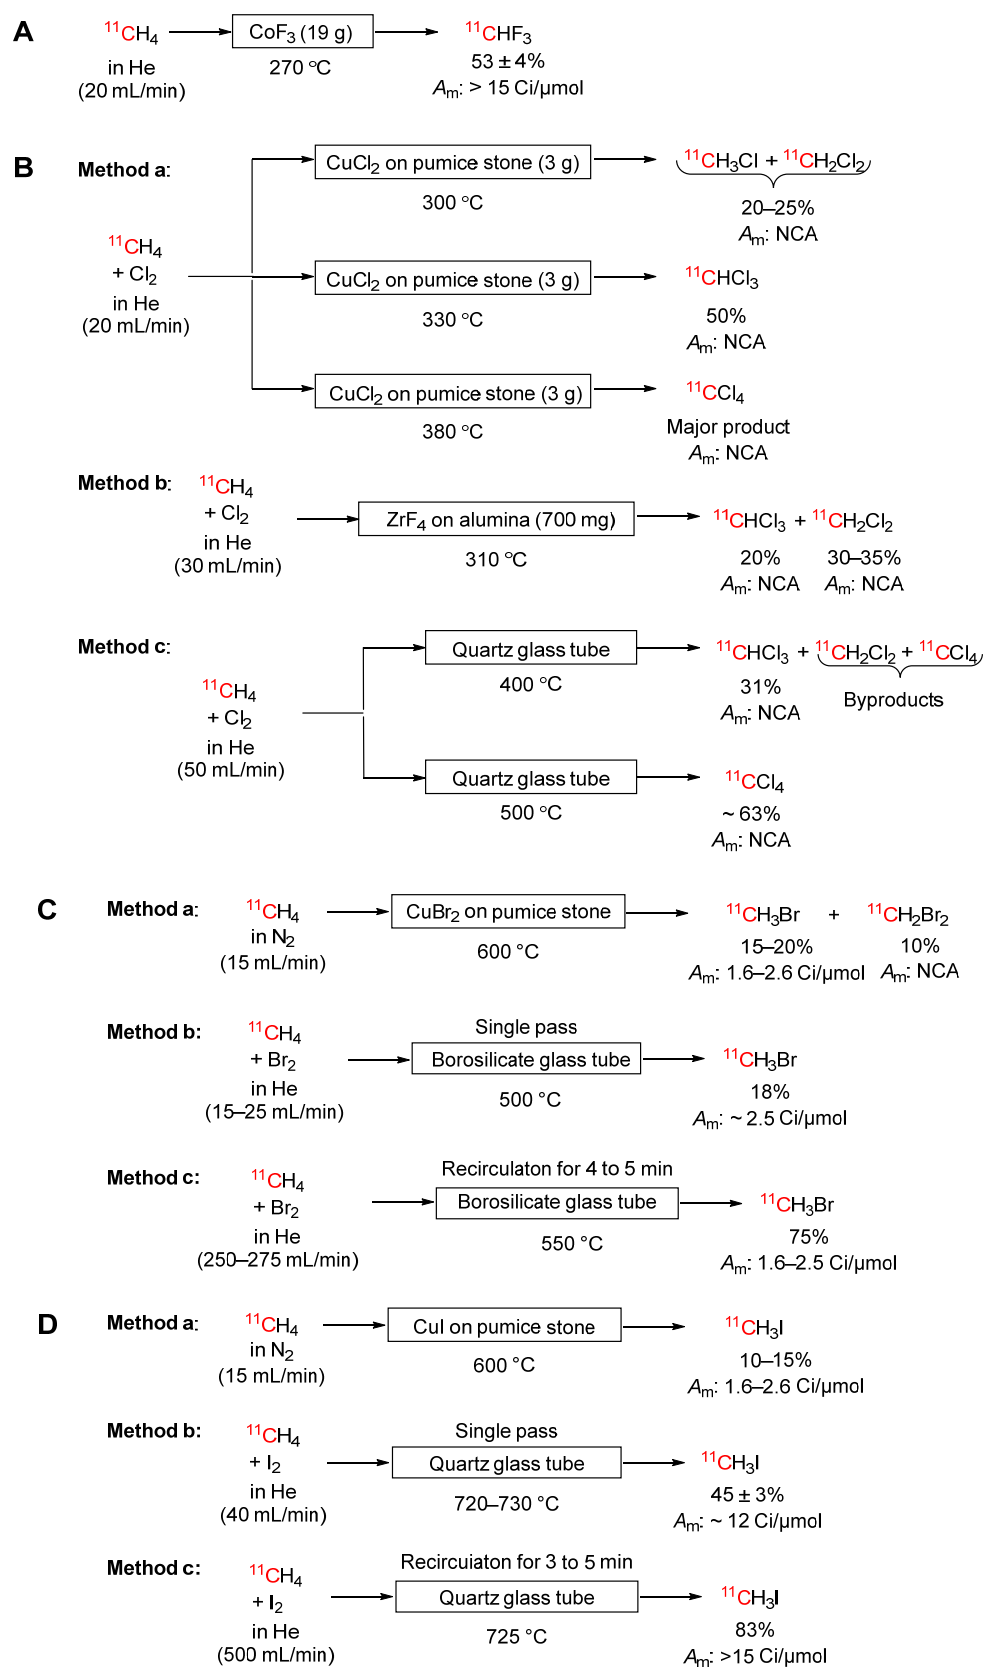 A
¹¹CH₄
CoF₃ (19 g)
¹¹CHF₃
in He
(20 mL/min)
270 °C
53 ± 4%
Aₘ: > 15 Ci/µmol
B
Method a:
CuCl₂ on pumice stone (3 g)
¹¹CH₃Cl + ¹¹CH₂Cl₂
300 °C
20–25%
Aₘ: NCA
¹¹CH₄
+ Cl₂
in He
(20 mL/min)
CuCl₂ on pumice stone (3 g)
¹¹CHCl₃
330 °C
50%
Aₘ: NCA
CuCl₂ on pumice stone (3 g)
¹¹CCl₄
380 °C
Major product
Aₘ: NCA
Method b:
¹¹CH₄
+ Cl₂
in He
(30 mL/min)
ZrF₄ on alumina (700 mg)
310 °C
¹¹CHCl₃ + ¹¹CH₂Cl₂
20% 30–35%
Aₘ: NCA Aₘ: NCA
Method c:
¹¹CH₄
+ Cl₂
in He
(50 mL/min)
Quartz glass tube
400 °C
¹¹CHCl₃ + ¹¹CH₂Cl₂ + ¹¹CCl₄
31%
Aₘ: NCA
Byproducts
Quartz glass tube
500 °C
¹¹CCl₄
~ 63%
Aₘ: NCA
C
Method a:
¹¹CH₄
in N₂
(15 mL/min)
CuBr₂ on pumice stone
600 °C
¹¹CH₃Br + ¹¹CH₂Br₂
15–20% 10%
Aₘ: 1.6–2.6 Ci/µmol Aₘ: NCA
Method b:
¹¹CH₄
+ Br₂
in He
(15–25 mL/min)
Single pass
Borosilicate glass tube
500 °C
¹¹CH₃Br
18%
Aₘ: ~ 2.5 Ci/µmol
Method c:
¹¹CH₄
+ Br₂
in He
(250–275 mL/min)
Recirculaton for 4 to 5 min
Borosilicate glass tube
550 °C
¹¹CH₃Br
75%
Aₘ: 1.6–2.5 Ci/µmol
D
Method a:
¹¹CH₄
in N₂
(15 mL/min)
CuI on pumice stone
600 °C
¹¹CH₃I
10–15%
Aₘ: 1.6–2.6 Ci/µmol
Method b:
¹¹CH₄
+ I₂
in He
(40 mL/min)
Single pass
Quartz glass tube
720–730 °C
¹¹CH₃I
45 ± 3%
Aₘ: ~ 12 Ci/µmol
Method c:
¹¹CH₄
+ I₂
in He
(500 mL/min)
Recircuiaton for 3 to 5 min
Quartz glass tube
725 °C
¹¹CH₃I
83%
Aₘ: >15 Ci/µmol